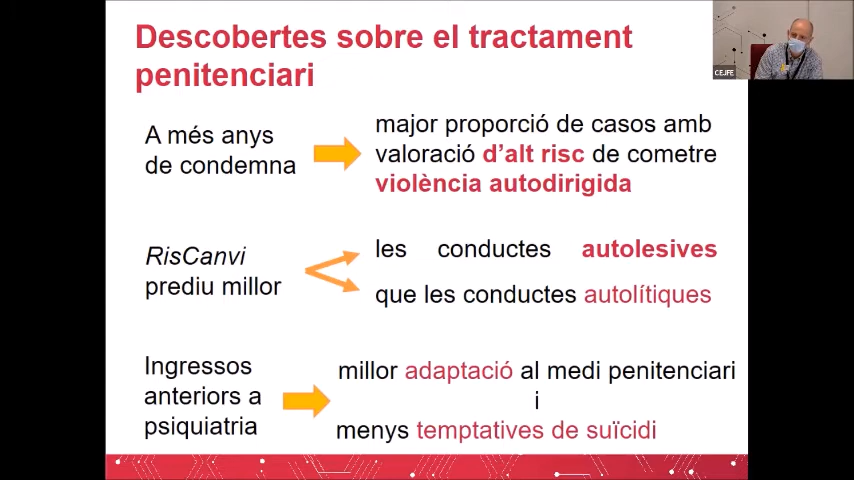 Descobertes sobre el tractament
penitenciari
CEJFE
A més anys
de condemna
major proporció de casos amb
valoració d'alt risc de cometre
violència autodirigida
RisCanvi
prediu millor
les conductes autolesives
que les conductes autolítiques
Ingressos
anteriors a
psiquiatria
millor adaptació al medi penitenciari
i
menys temptatives de suïcidi